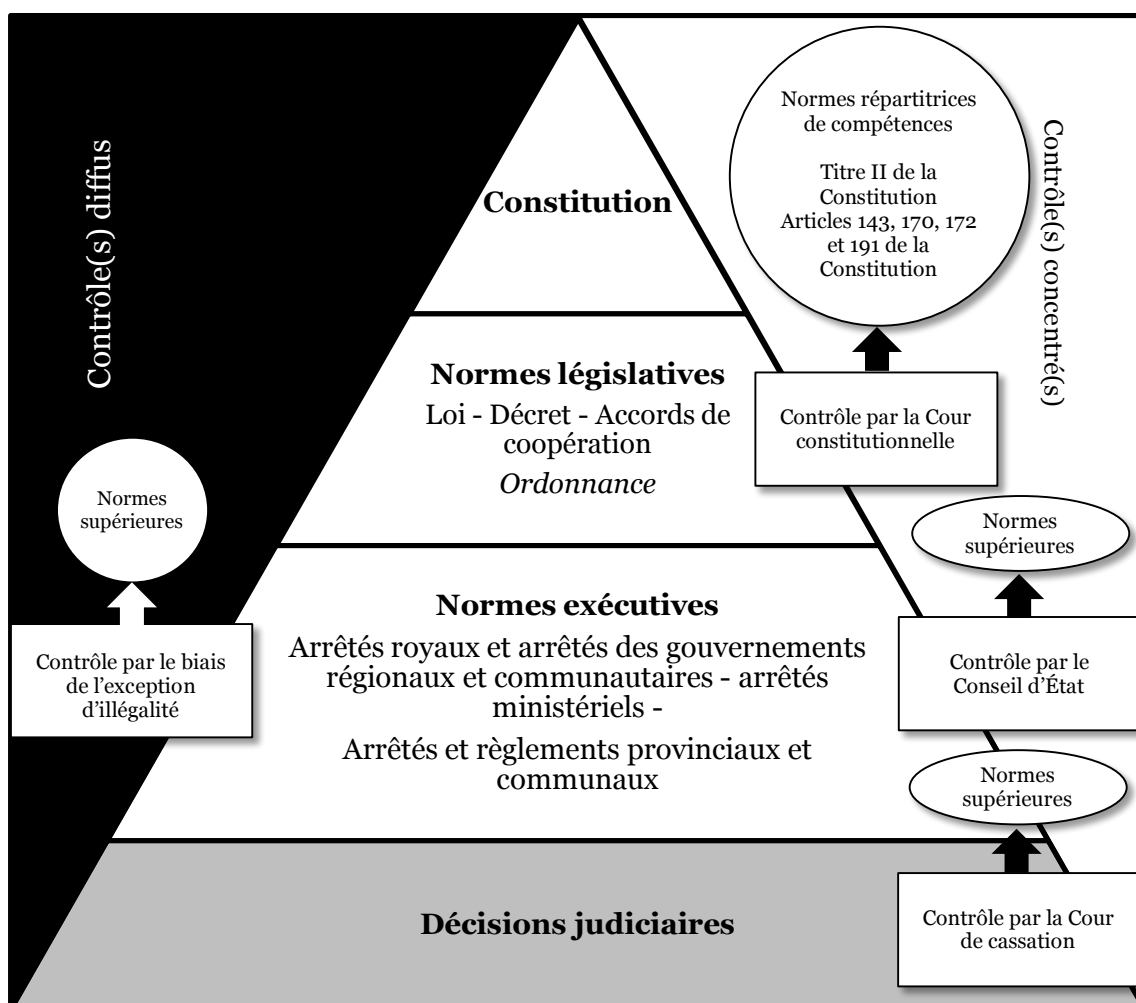 Normes répartitrices
de compétences
Titre II de la
Constitution
Articles 143, 170, 172
et 191 de la
Constitution
Contrôle(s) diffus
Contrôle(s) concentré(s)
Constitution
Normes législatives
Loi - Décret - Accords de
coopération
Ordonnance
Contrôle par la Cour
constitutionnelle
Normes
supérieures
Normes
supérieures
Normes exécutives
Arrêtés royaux et arrêtés des gouvernements
régionaux et communautaires - arrêtés
ministériels -
Arrêtés et règlements provinciaux et
communaux
Contrôle par le biais
de l’exception
d’illégalité
Contrôle par le
Conseil d’État
Normes
supérieures
Décisions judiciaires
Contrôle par la Cour
de cassation